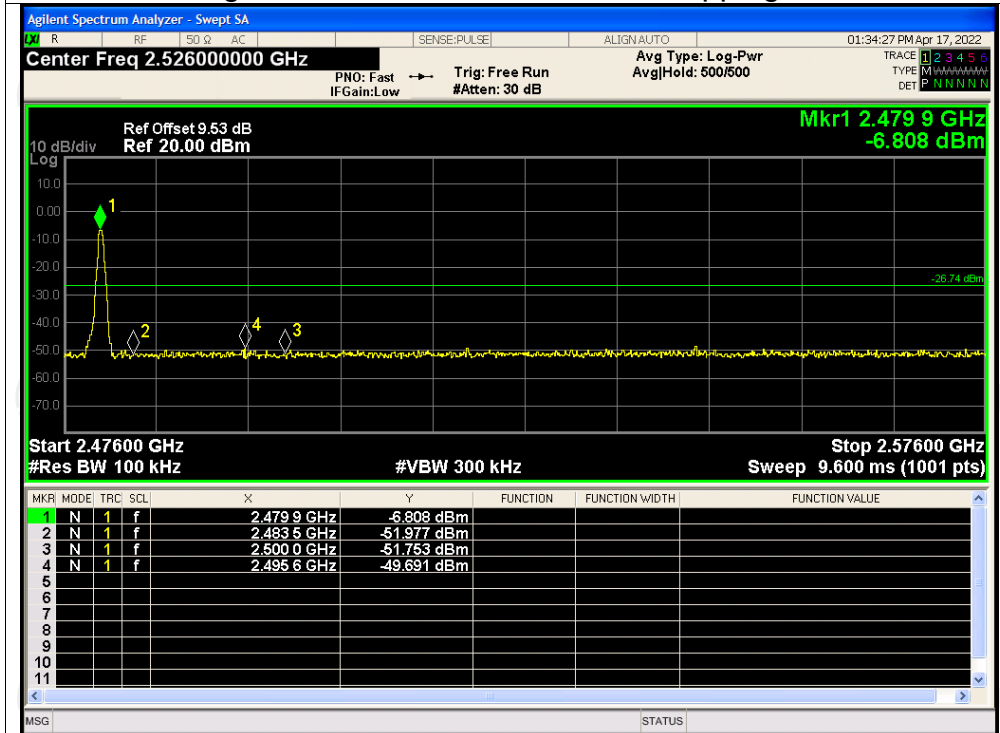 Agilent Spectrum Analyzer - Swept SA
LXI R RF 50 Ω AC SENSE:PULSE ALIGN AUTO 01:34:27 PM Apr 17, 2022
Center Freq 2.526000000 GHz
PNO: Fast
IFGain:Low
Trig: Free Run
#Atten: 30 dB
Avg Type: Log-Pwr
Avg|Hold: 500/500
TRACE 1 2 3 4 5 6
TYPE M
DET P N N N N N
Mkr1 2.479 9 GHz
-6.808 dBm
10 dB/div
Log
Ref Offset 9.53 dB
Ref 20.00 dBm
10.0
0.00
-10.0
-20.0
-30.0
-40.0
-50.0
-60.0
-70.0
1
2
4
3
-26.74 dBm
Start 2.47600 GHz Stop 2.57600 GHz
#Res BW 100 kHz #VBW 300 kHz Sweep 9.600 ms (1001 pts)
MKR MODE TRC SCL X Y FUNCTION FUNCTION WIDTH FUNCTION VALUE
1 N 1 f 2.479 9 GHz -6.808 dBm
2 N 1 f 2.483 5 GHz -51.977 dBm
3 N 1 f 2.500 0 GHz -51.753 dBm
4 N 1 f 2.495 6 GHz -49.691 dBm
5
6
7
8
9
10
11
MSG STATUS